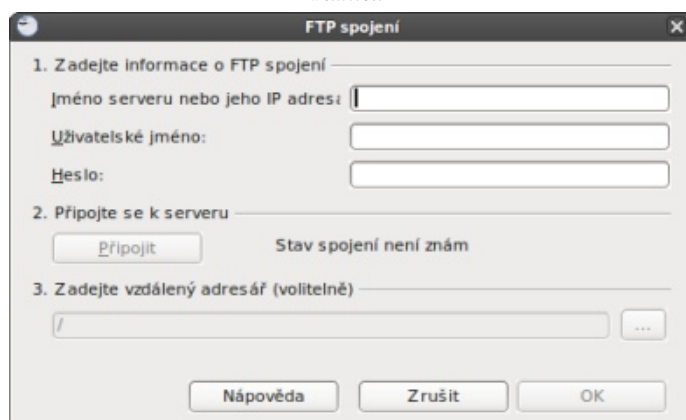 FTP spojení
1. Zadejte informace o FTP spojení
Jméno serveru nebo jeho IP adresa
Uživatelské jméno:
Heslo:
2. Připojte se k serveru
Připojit Stav spojení není znám
3. Zadejte vzdálený adresář (volitelně)
/ ...
Nápověda Zrušit OK